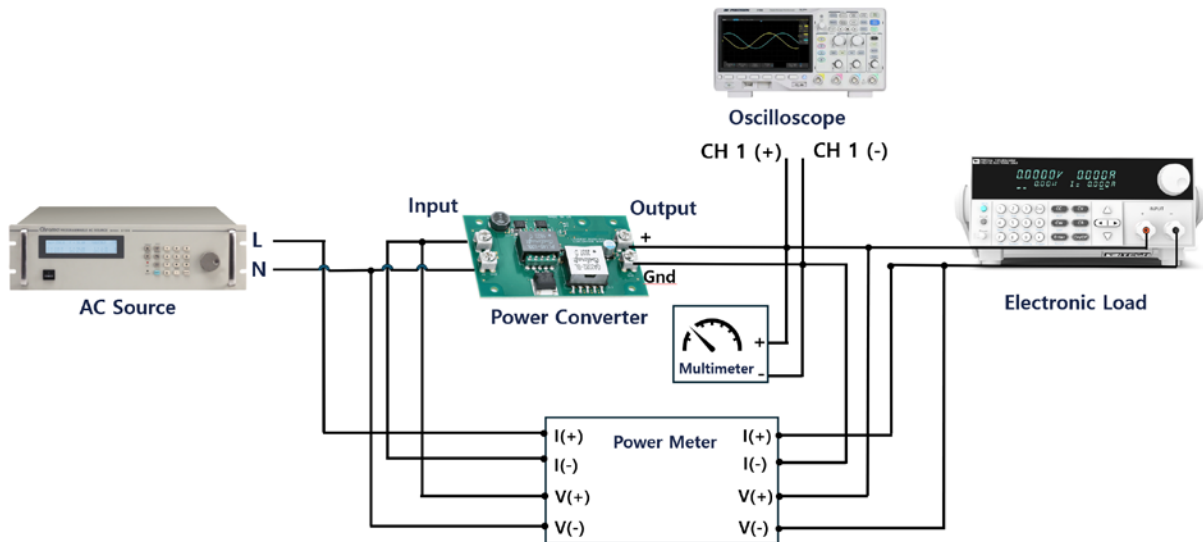 Oscilloscope
CH 1 (+)
CH 1 (-)
Input
Output
L
N
+
Gnd
AC Source
Power Converter
Electronic Load
Multimeter
+
-
Power Meter
I(+)
I(-)
V(+)
V(-)
I(+)
I(-)
V(+)
V(-)